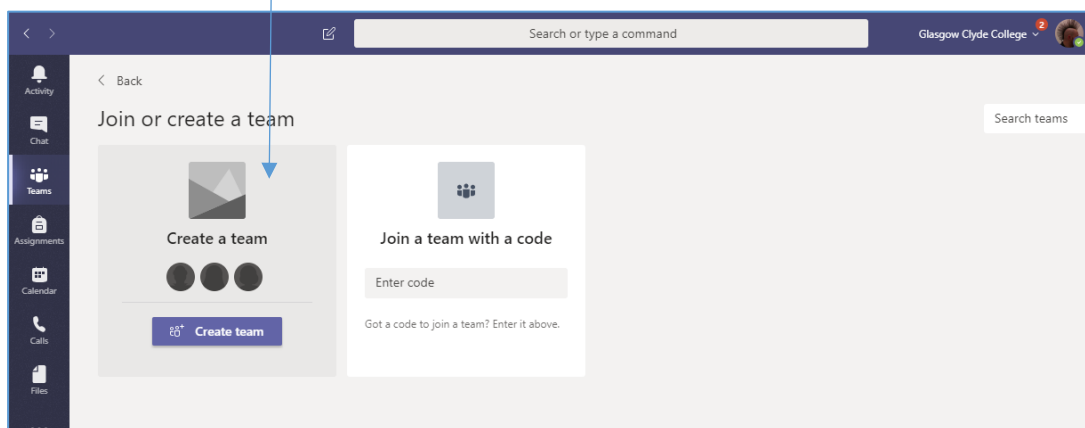 Search or type a command
Glasgow Clyde College
2
Activity
Chat
Teams
Assignments
Calendar
Calls
Files
Back
Join or create a team
Search teams
Create a team
Create team
Join a team with a code
Enter code
Got a code to join a team? Enter it above.